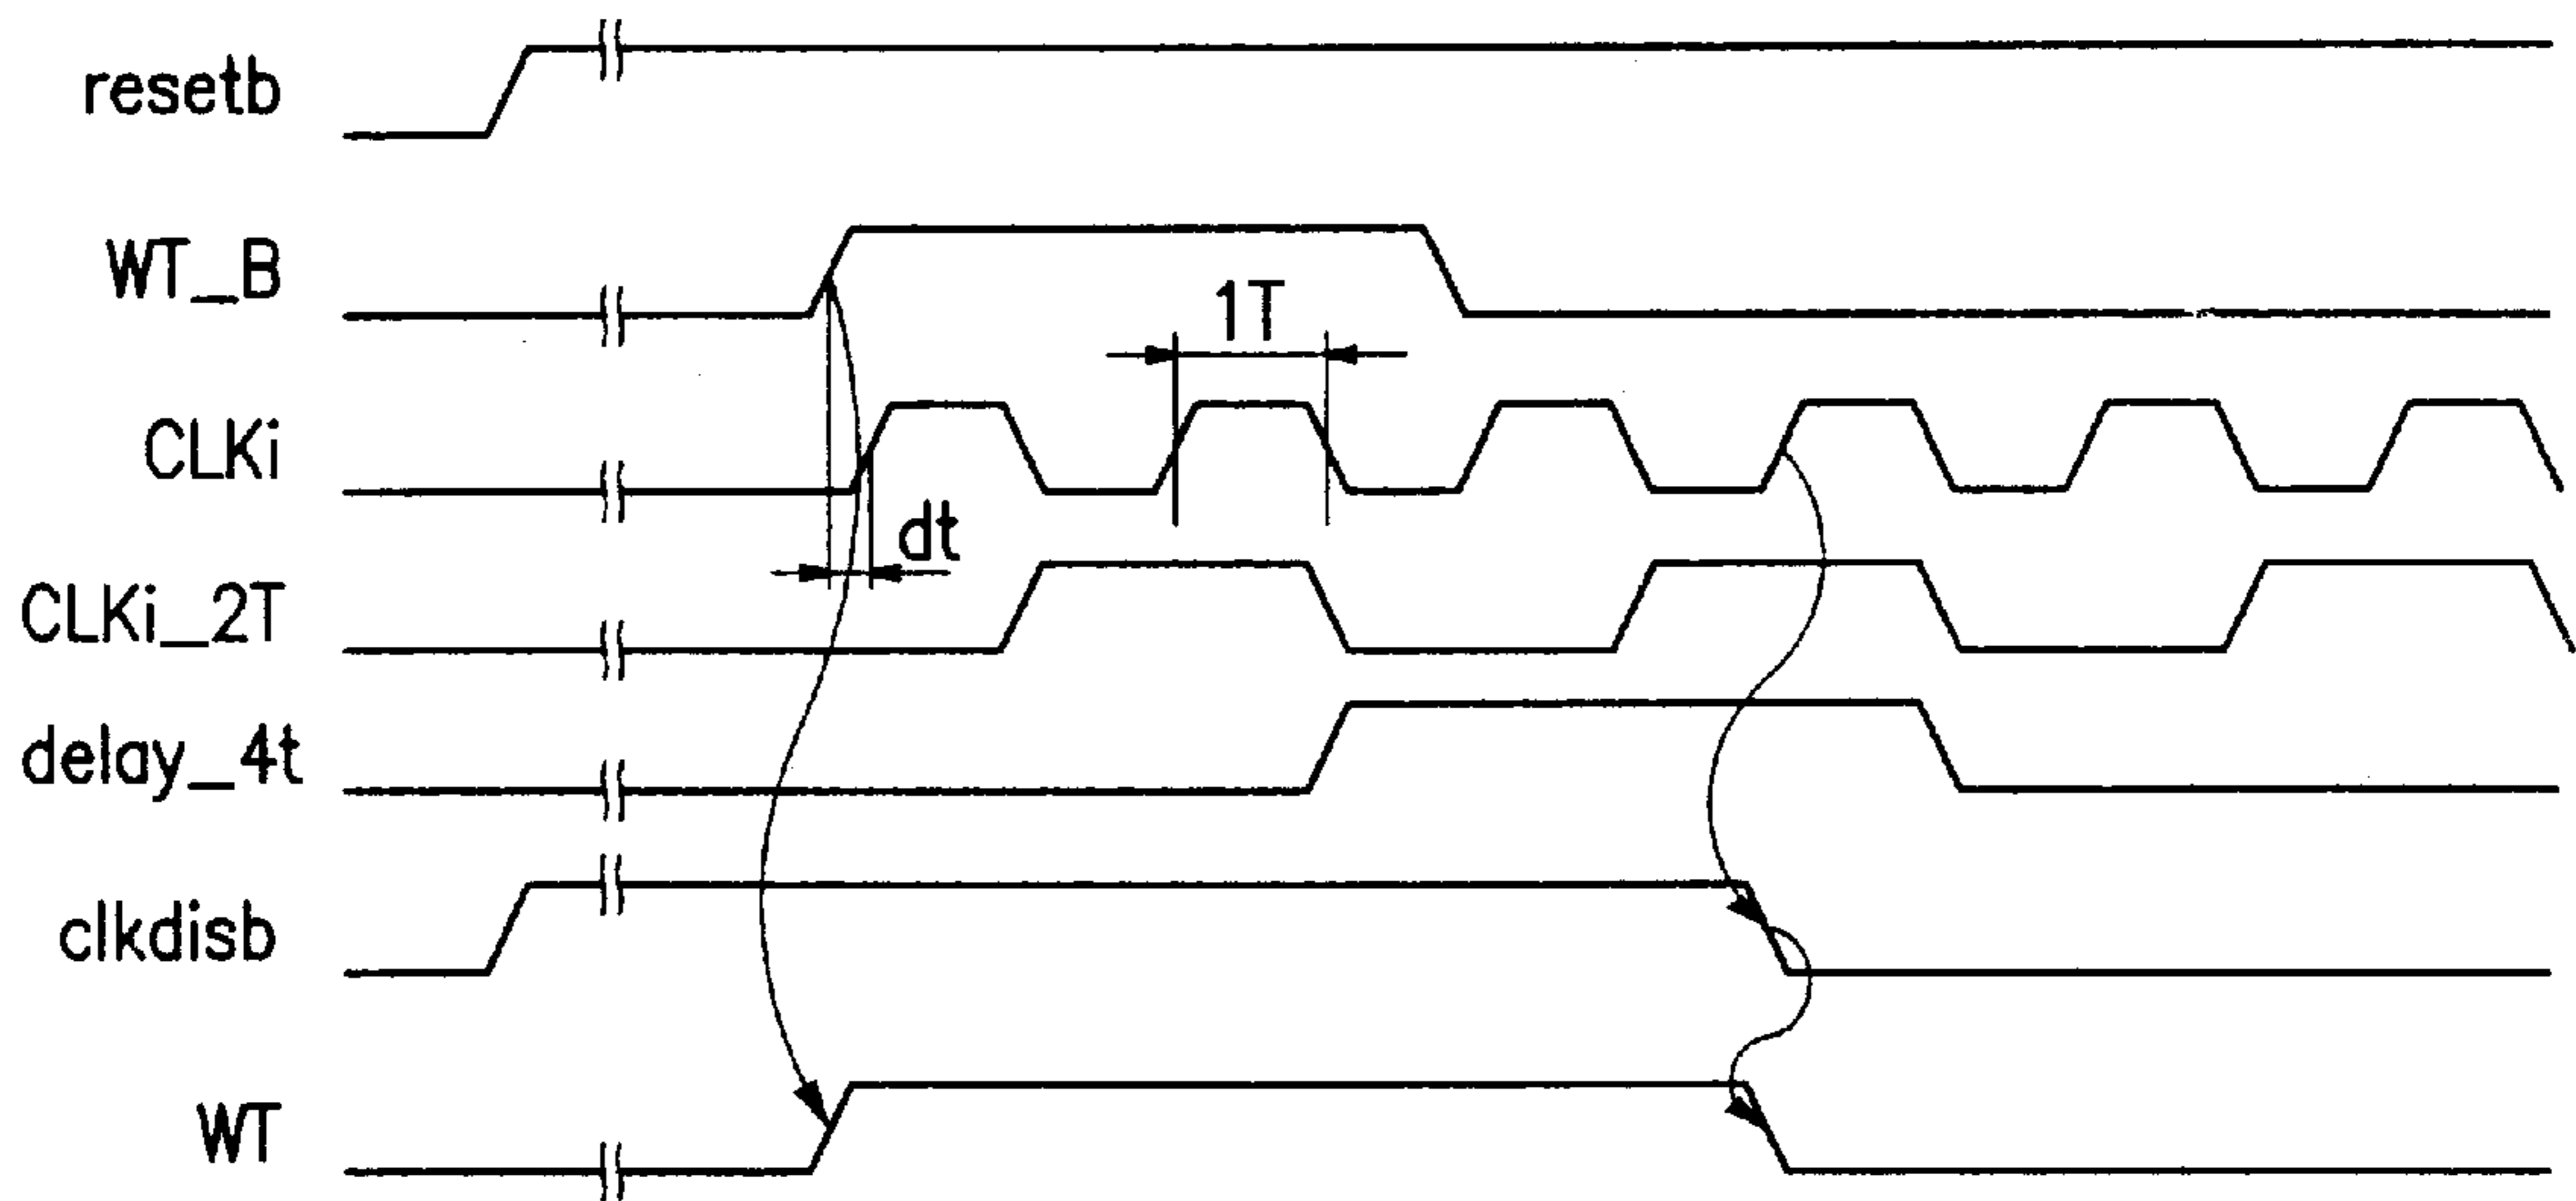 resetb
WT_B
1T
CLKi
dt
CLKi_2T
delay_4t
clkdisb
WT